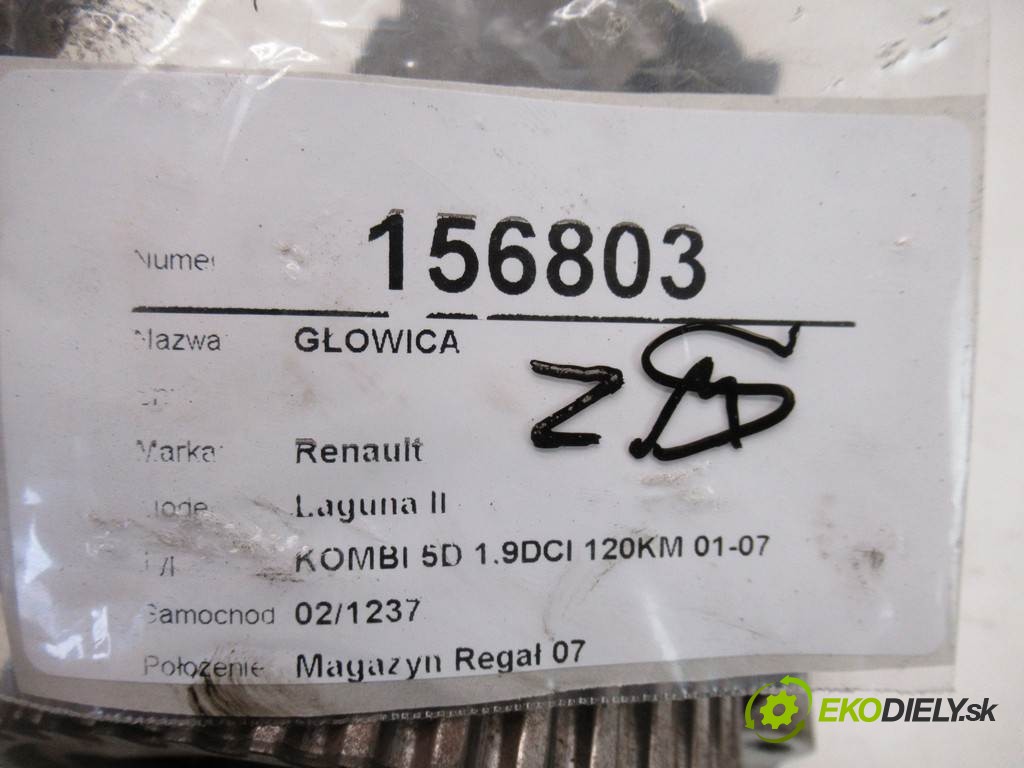 Numer 156803
Nazwa GŁOWICA
Z
Marka Renault
Laguna II
KOMBI 5D 1.9DCI 120KM 01-07
Samochod 02/1237
Położenie Magazyn Regał 07
EKODIELY.sk